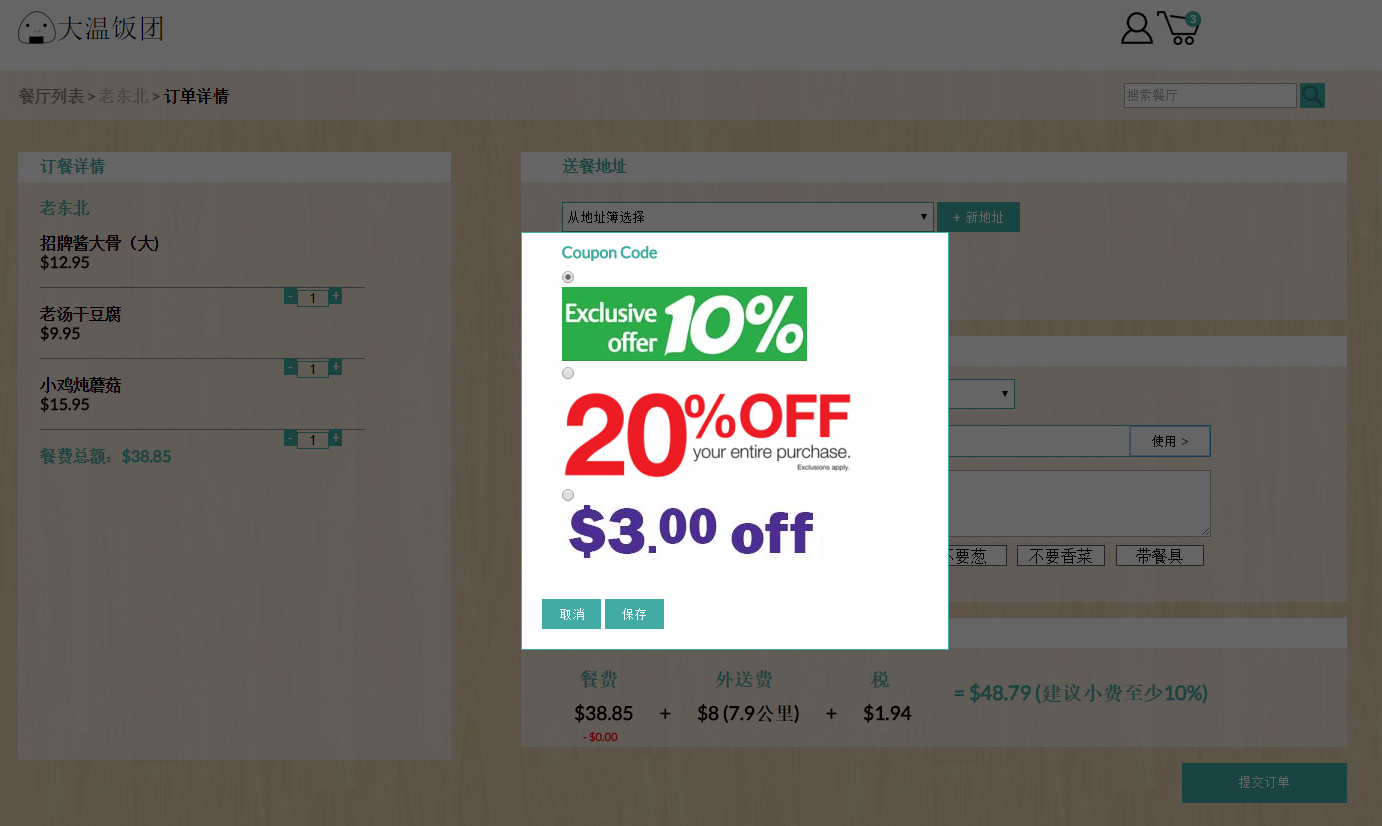 大温饭团
3
餐厅列表 > 老东北 > 订单详情
搜索餐厅
订餐详情
老东北
招牌酱大骨（大)
$12.95
- 1 +
老汤干豆腐
$9.95
- 1 +
小鸡炖蘑菇
$15.95
- 1 +
餐费总额：$38.85
送餐地址
从地址簿选择
+ 新地址
Coupon Code
Exclusive
offer 10%
20%OFF
your entire purchase.
Exclusions apply.
$3.00 off
取消 保存
使用 >
不要葱 不要香菜 带餐具
餐费 外送费 税
$38.85 + $8 (7.9公里) + $1.94
= $48.79 (建议小费至少10%)
- $0.00
提交订单